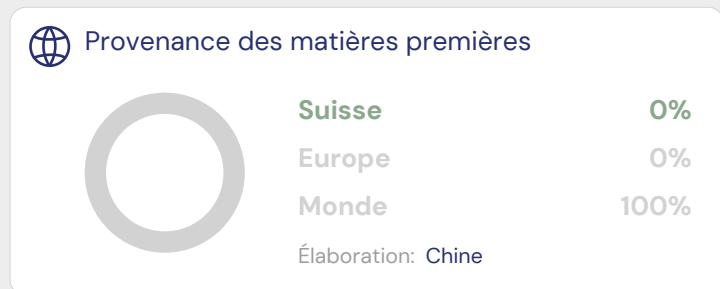 Provenance des matières premières
Suisse 0%
Europe 0%
Monde 100%
Élaboration: Chine